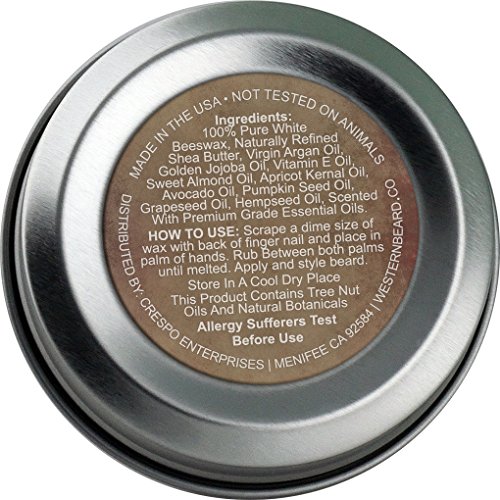 MADE IN THE USA • NOT TESTED ON ANIMALS
Ingredients:
100% Pure White
Beeswax, Naturally Refined
Shea Butter, Virgin Argan Oil,
Golden Jojoba Oil, Vitamin E Oil,
Sweet Almond Oil, Apricot Kernal Oil,
Avocado Oil, Pumpkin Seed Oil,
Grapeseed Oil, Hempseed Oil, Scented
With Premium Grade Essential Oils.
HOW TO USE: Scrape a dime size of
wax with back of finger nail and place in
palm of hands. Rub Between both palms
until melted. Apply and style beard.
Store In A Cool Dry Place
This Product Contains Tree Nut
Oils And Natural Botanicals
Allergy Sufferers Test
Before Use
DISTRIBUTED BY: CRESPO ENTERPRISES | MENIFEE CA 92584 | WESTERNBEARD.CO